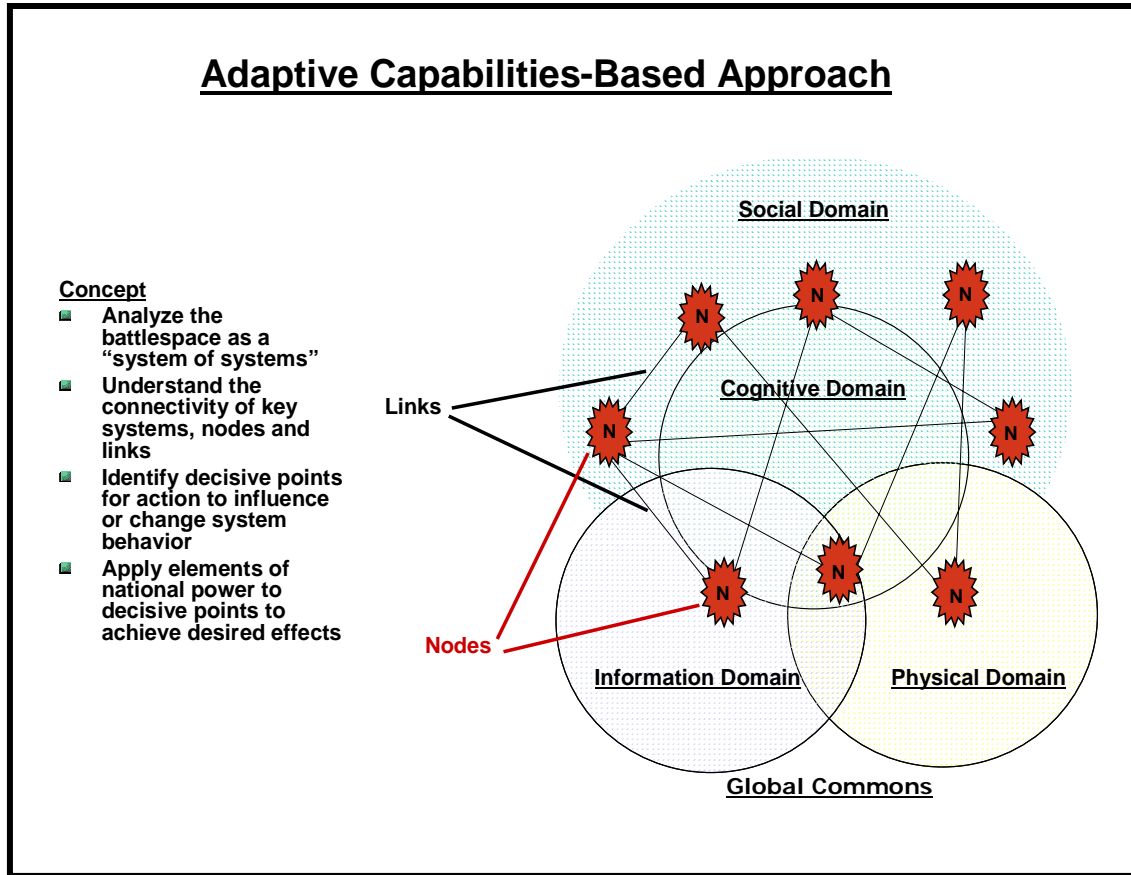 Adaptive Capabilities-Based Approach
Concept
Analyze the
battlespace as a
“system of systems”
Understand the
connectivity of key
systems, nodes and
links
Identify decisive points
for action to influence
or change system
behavior
Apply elements of
national power to
decisive points to
achieve desired effects
Links
Nodes
Social Domain
N
N
N
Cognitive Domain
N
N
N
N
N
Information Domain
Physical Domain
Global Commons